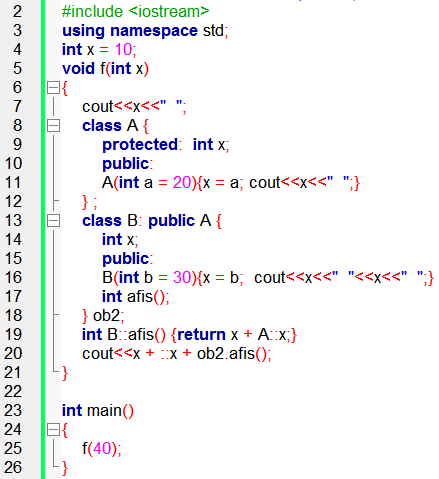 2 #include <iostream>
3 using namespace std;
4 int x = 10;
5 void f(int x)
6 {
7 cout<<x<<"  ";
8 class A {
9 protected:  int x;
10 public:
11 A(int a = 20){x = a; cout<<x<<" ";}
12 } ;
13 class B: public A {
14 int x;
15 public:
16 B(int b = 30){x = b;  cout<<x<<"  "<<x<<" ";}
17 int afis();
18 } ob2;
19 int B::afis() {return x + A::x;}
20 cout<<x + ::x + ob2.afis();
21 }
22
23 int main()
24 {
25 f(40);
26 }